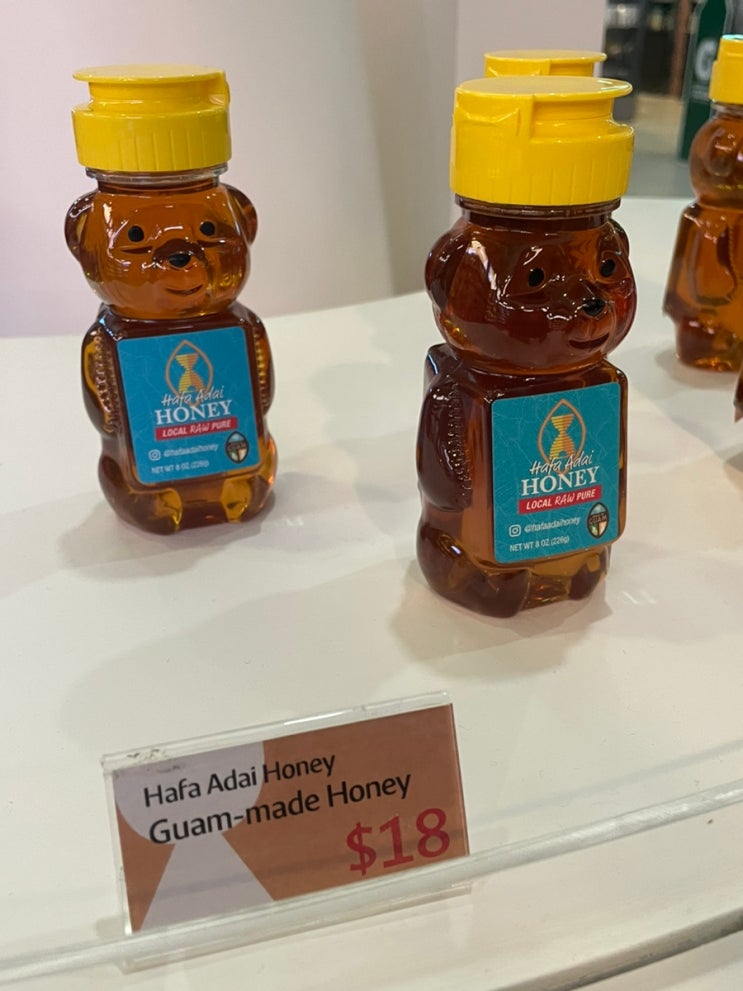 Hafa Adai
HONEY
LOCAL RAW PURE
@hafaadaihoney
NET WT 8 OZ (226g)
Hafa Adai
HONEY
LOCAL RAW PURE
@hafaadaihoney
GUAM
NET WT 8 OZ (226g)
Hafa Adai Honey
Guam-made Honey
$18